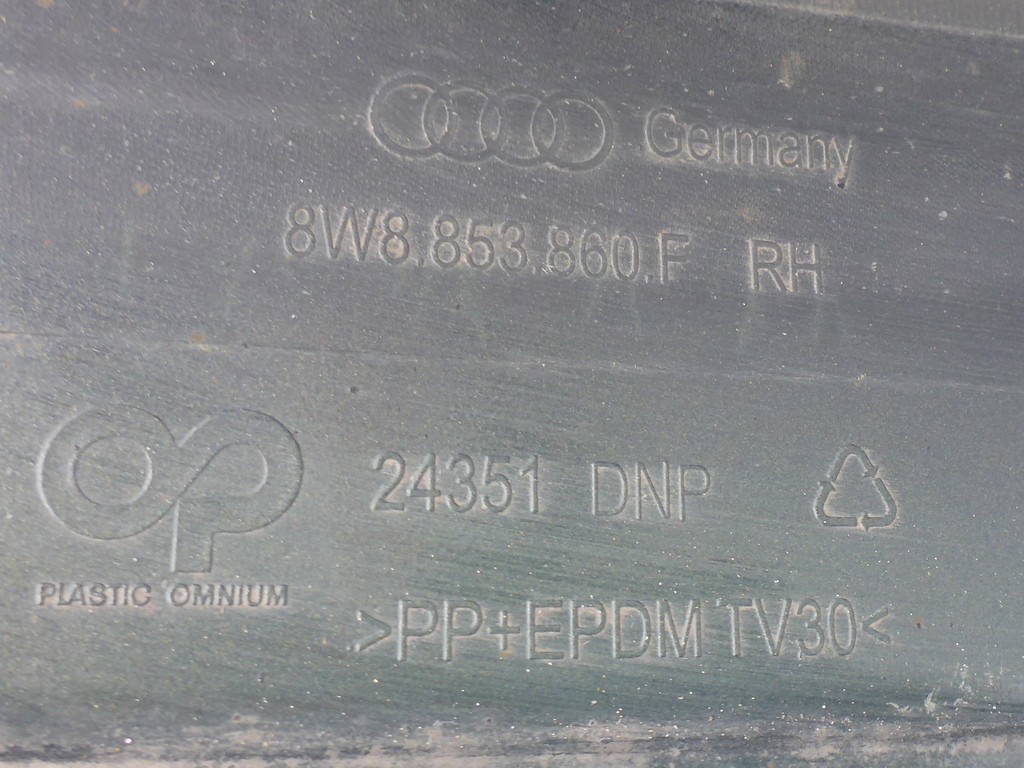 Germany
8W8.853.860.F RH
24351 DNP
PLASTIC OMNIUM
>PP+EPDM TV30<